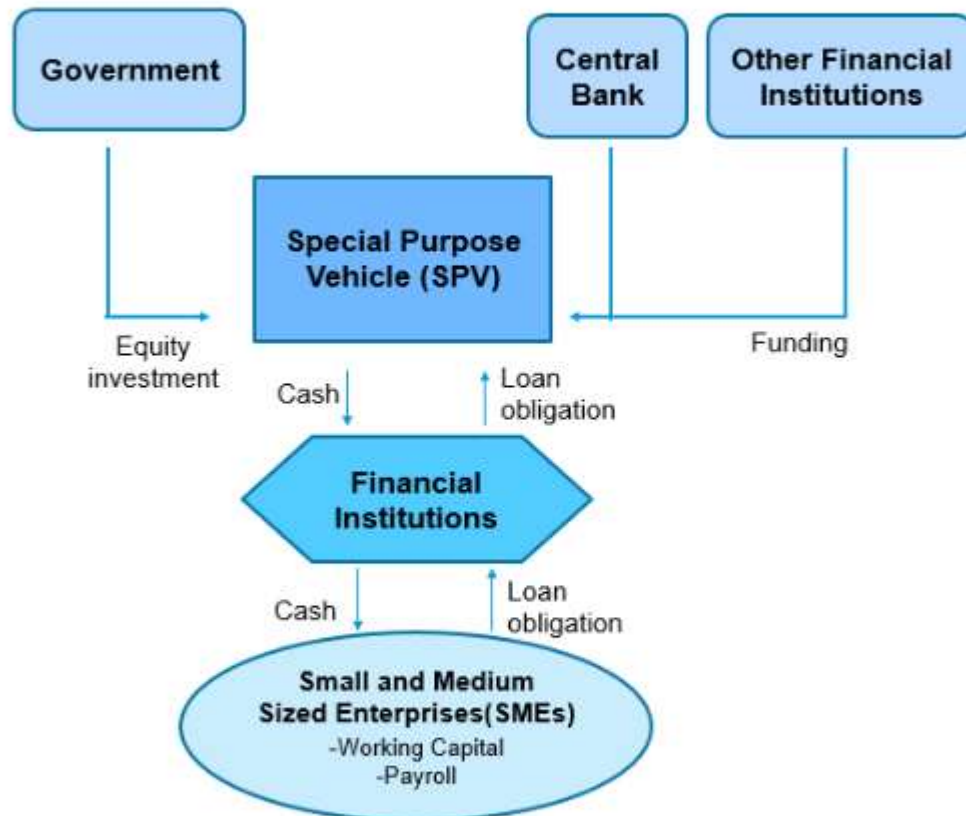 Government
Central
Bank
Other Financial
Institutions
Special Purpose
Vehicle (SPV)
Equity
investment
Funding
Cash
Loan
obligation
Financial
Institutions
Cash
Loan
obligation
Small and Medium
Sized Enterprises(SMEs)
-Working Capital
-Payroll